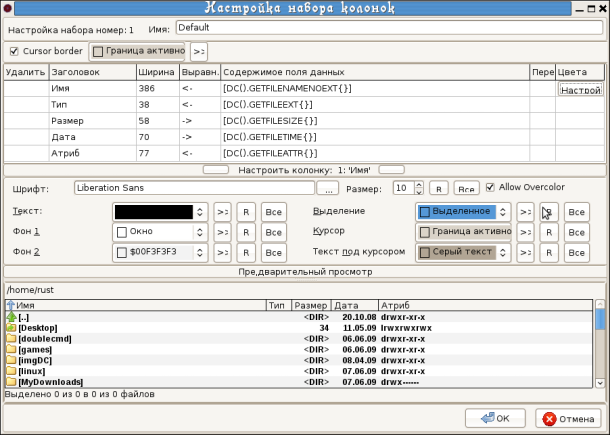 Настройка набора колонок
Настройка набора номер: 1 Имя: Default
Cursor border Граница активно >>
Удалить Заголовок Ширина Выравн. Содержимое поля данных Пере Цвета
Имя 386 <- [DC().GETFILENAMENOEXT{}] Настрой
Тип 38 <- [DC().GETFILEEXT{}]
Размер 58 -> [DC().GETFILESIZE{}]
Дата 70 -> [DC().GETFILETIME{}]
Атриб 77 <- [DC().GETFILEATTR{}]
Настроить колонку: 1: 'Имя'
Шрифт: Liberation Sans ... Размер: 10 R Все Allow Overcolor
Текст: >> R Все Выделение Выделенное >> R Все
Фон 1 Окно >> R Все Курсор Граница активно >> R Все
Фон 2 $00F3F3F3 >> R Все Текст под курсором Серый текст >> R Все
Предварительный просмотр
/home/rust
Имя Тип Размер Дата Атриб
[..] <DIR> 20.10.08 drwxr-xr-x
[Desktop] 34 11.05.09 lrwxrwxrwx
[doublecmd] <DIR> 06.06.09 drwxr-xr-x
[games] <DIR> 06.06.09 drwxr-xr-x
[imgDC] <DIR> 08.04.09 drwxr-xr-x
[linux] <DIR> 07.06.09 drwxr-xr-x
[MyDownloads] <DIR> 07.06.09 drwx------
Выделено 0 из 0 в 0 из 0 файлов
OK Отмена